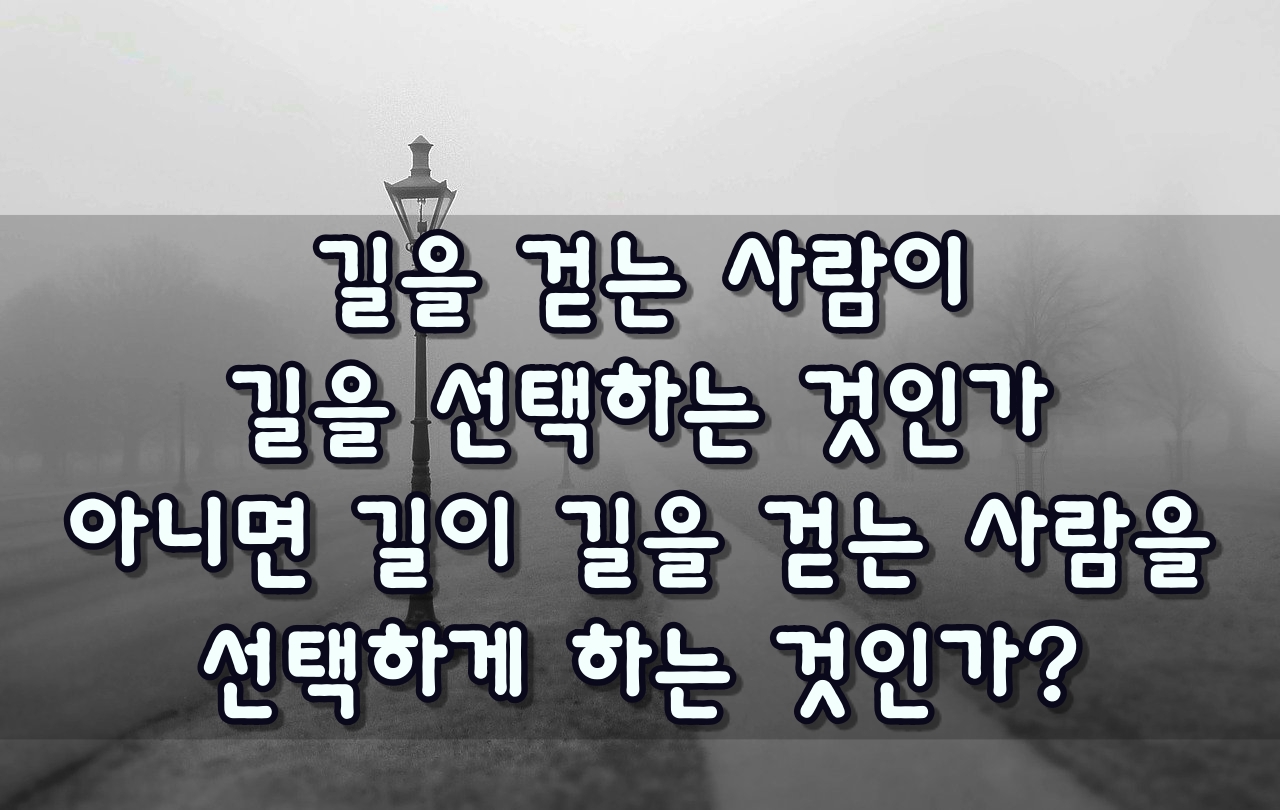 길을 걷는 사람이
길을 선택하는 것인가
아니면 길이 길을 걷는 사람을
선택하게 하는 것인가?